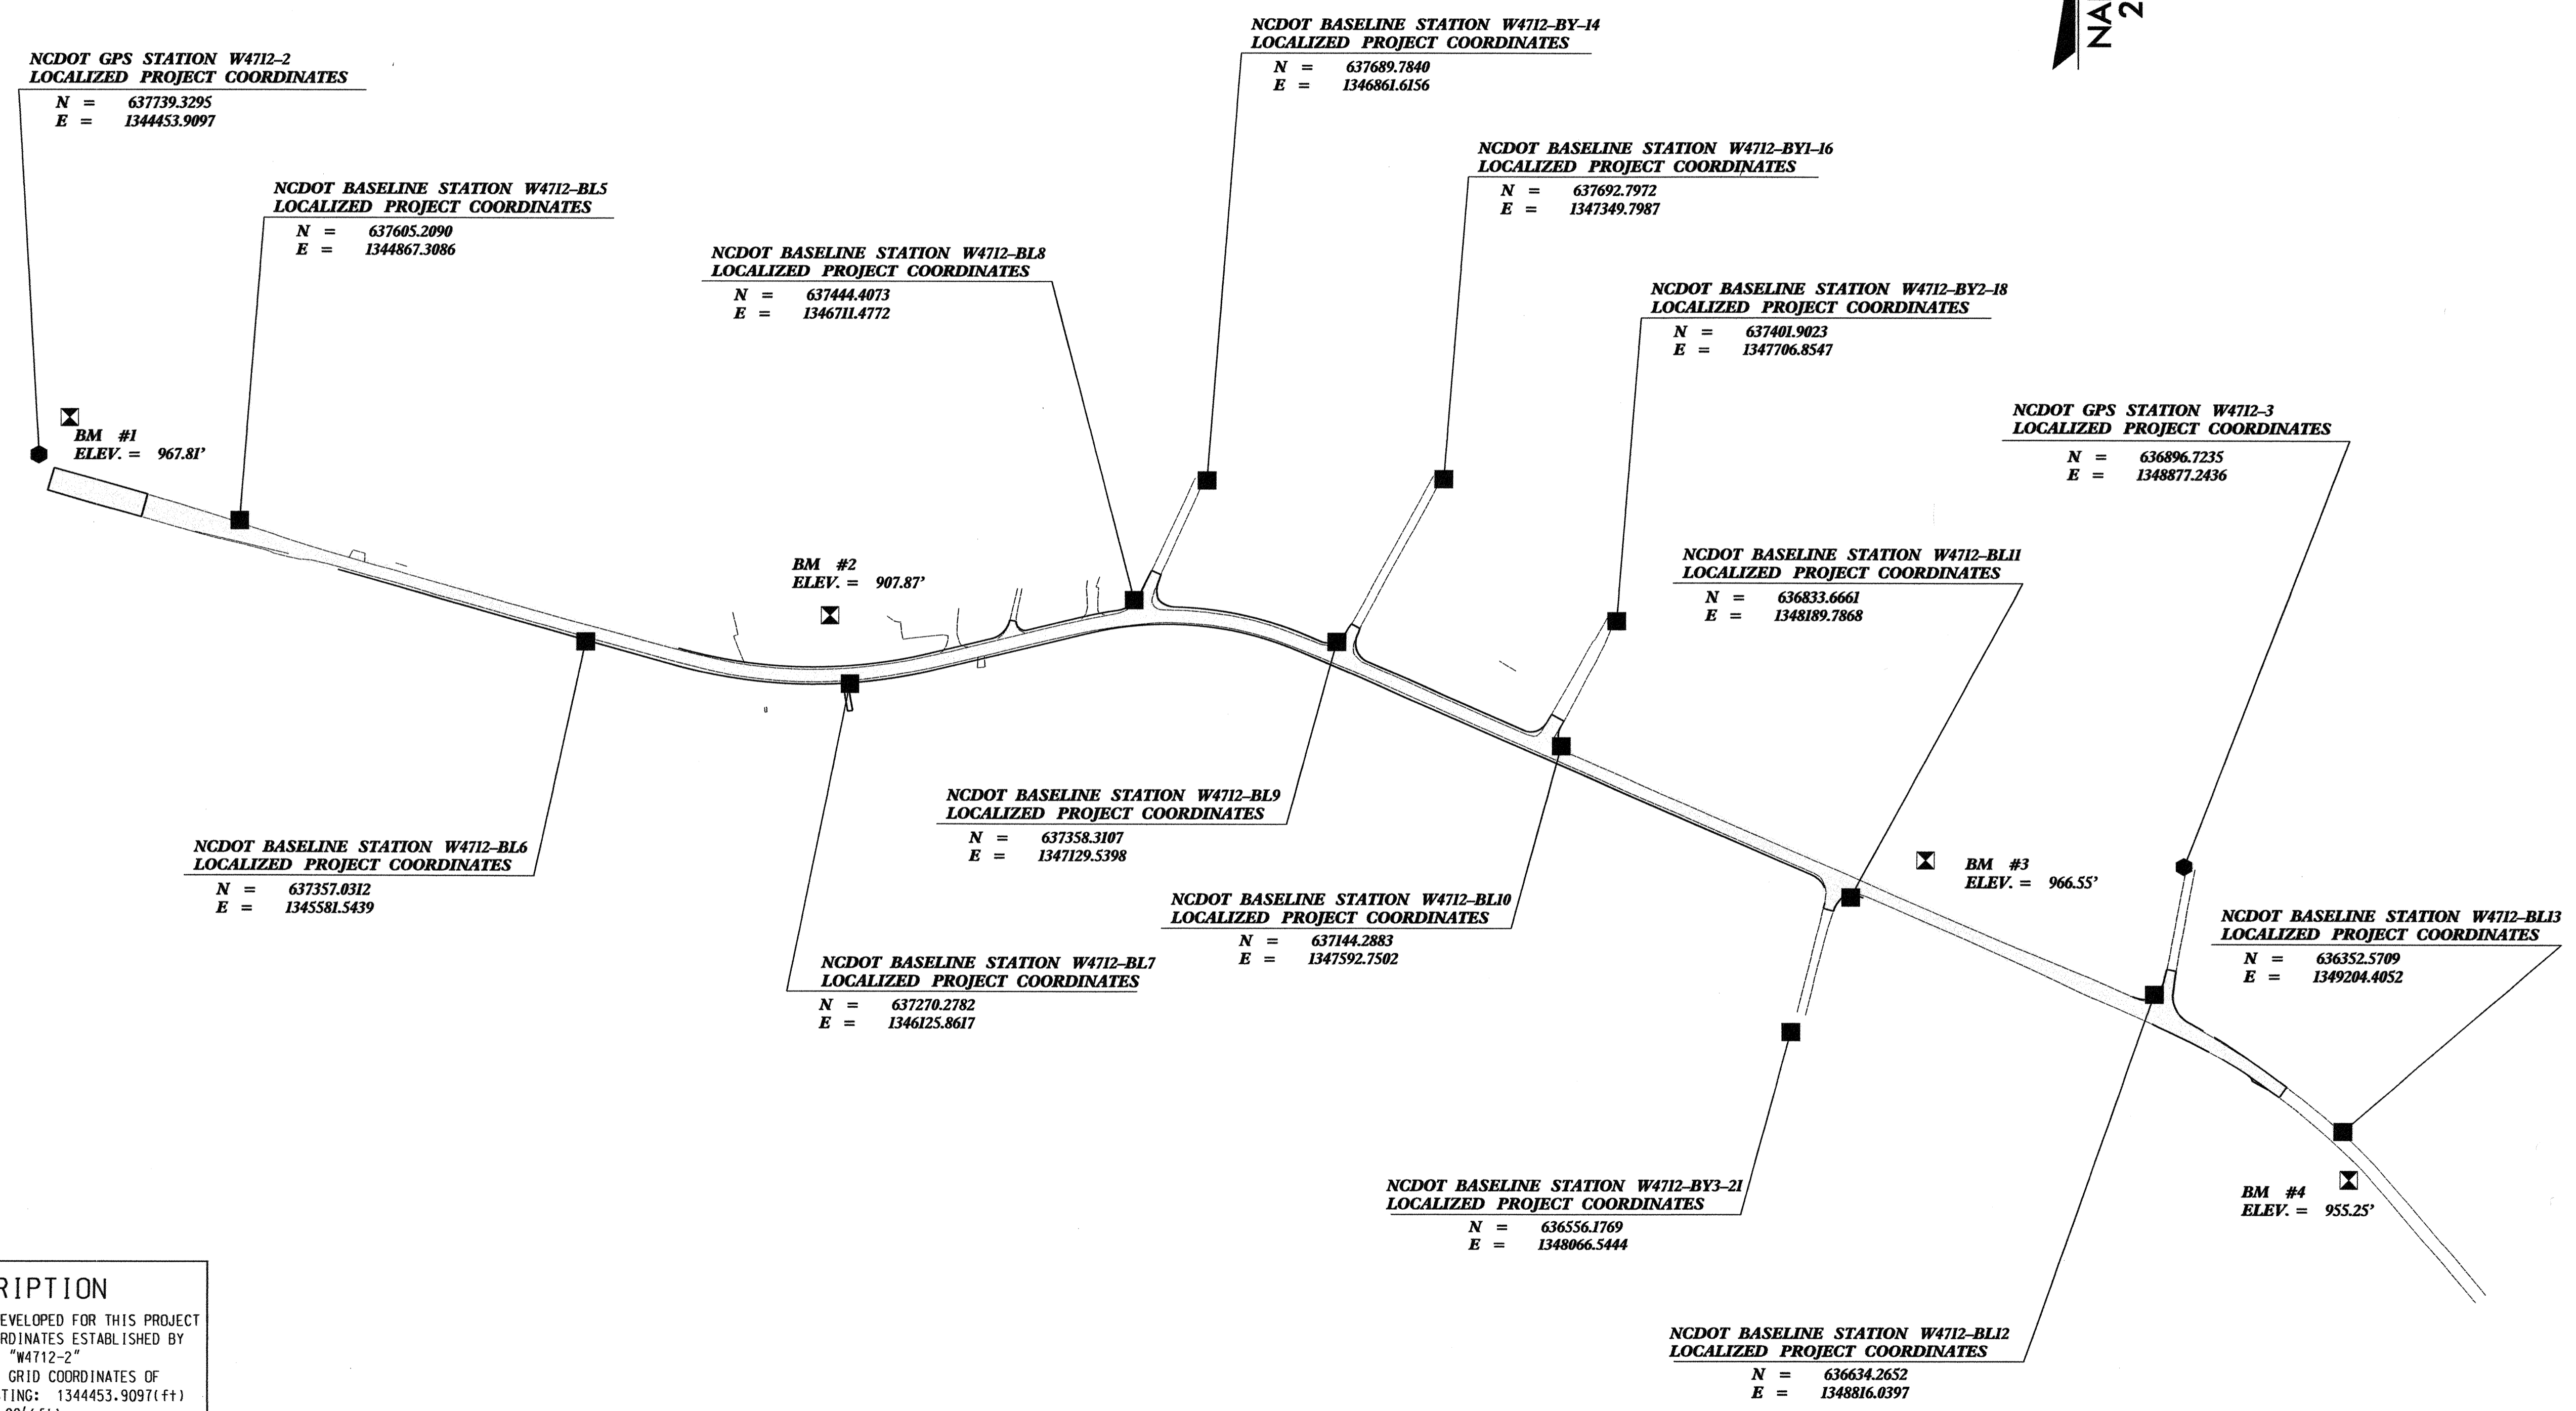 NCDOT GPS STATION W4712-2
LOCALIZED PROJECT COORDINATES
N = 637739.3295
E = 1344453.9097
NCDOT BASELINE STATION W4712-BL5
LOCALIZED PROJECT COORDINATES
N = 637605.2090
E = 1344867.3086
NCDOT BASELINE STATION W4712-BL8
LOCALIZED PROJECT COORDINATES
N = 637444.4073
E = 1346711.4772
NCDOT BASELINE STATION W4712-BY-14
LOCALIZED PROJECT COORDINATES
N = 637689.7840
E = 1346861.6156
NCDOT BASELINE STATION W4712-BY1-16
LOCALIZED PROJECT COORDINATES
N = 637692.7972
E = 1347349.7987
NCDOT BASELINE STATION W4712-BY2-18
LOCALIZED PROJECT COORDINATES
N = 637401.9023
E = 1347706.8547
NCDOT GPS STATION W4712-3
LOCALIZED PROJECT COORDINATES
N = 636896.7235
E = 1348877.2436
NCDOT BASELINE STATION W4712-BL11
LOCALIZED PROJECT COORDINATES
N = 636833.6661
E = 1348189.7868
BM #1
ELEV. = 967.81'
BM #2
ELEV. = 907.87'
NCDOT BASELINE STATION W4712-BL6
LOCALIZED PROJECT COORDINATES
N = 637357.0312
E = 1345581.5439
NCDOT BASELINE STATION W4712-BL7
LOCALIZED PROJECT COORDINATES
N = 637270.2782
E = 1346125.8617
NCDOT BASELINE STATION W4712-BL9
LOCALIZED PROJECT COORDINATES
N = 637358.3107
E = 1347129.5398
NCDOT BASELINE STATION W4712-BL10
LOCALIZED PROJECT COORDINATES
N = 637144.2883
E = 1347592.7502
BM #3
ELEV. = 966.55'
NCDOT BASELINE STATION W4712-BL13
LOCALIZED PROJECT COORDINATES
N = 636352.5709
E = 1349204.4052
NCDOT BASELINE STATION W4712-BY3-21
LOCALIZED PROJECT COORDINATES
N = 636556.1769
E = 1348066.5444
BM #4
ELEV. = 955.25'
NCDOT BASELINE STATION W4712-BL12
LOCALIZED PROJECT COORDINATES
N = 636634.2652
E = 1348816.0397
NA
2
RIPTION
EVELOPED FOR THIS PROJECT
RDINATES ESTABLISHED BY
"W4712-2"
GRID COORDINATES OF
TING: 1344453.9097(ft)